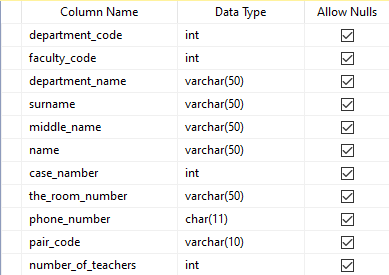 Column Name Data Type Allow Nulls
department_code int
faculty_code int
department_name varchar(50)
surname varchar(50)
middle_name varchar(50)
name varchar(50)
case_namber int
the_room_number varchar(50)
phone_number char(11)
pair_code varchar(10)
number_of_teachers int